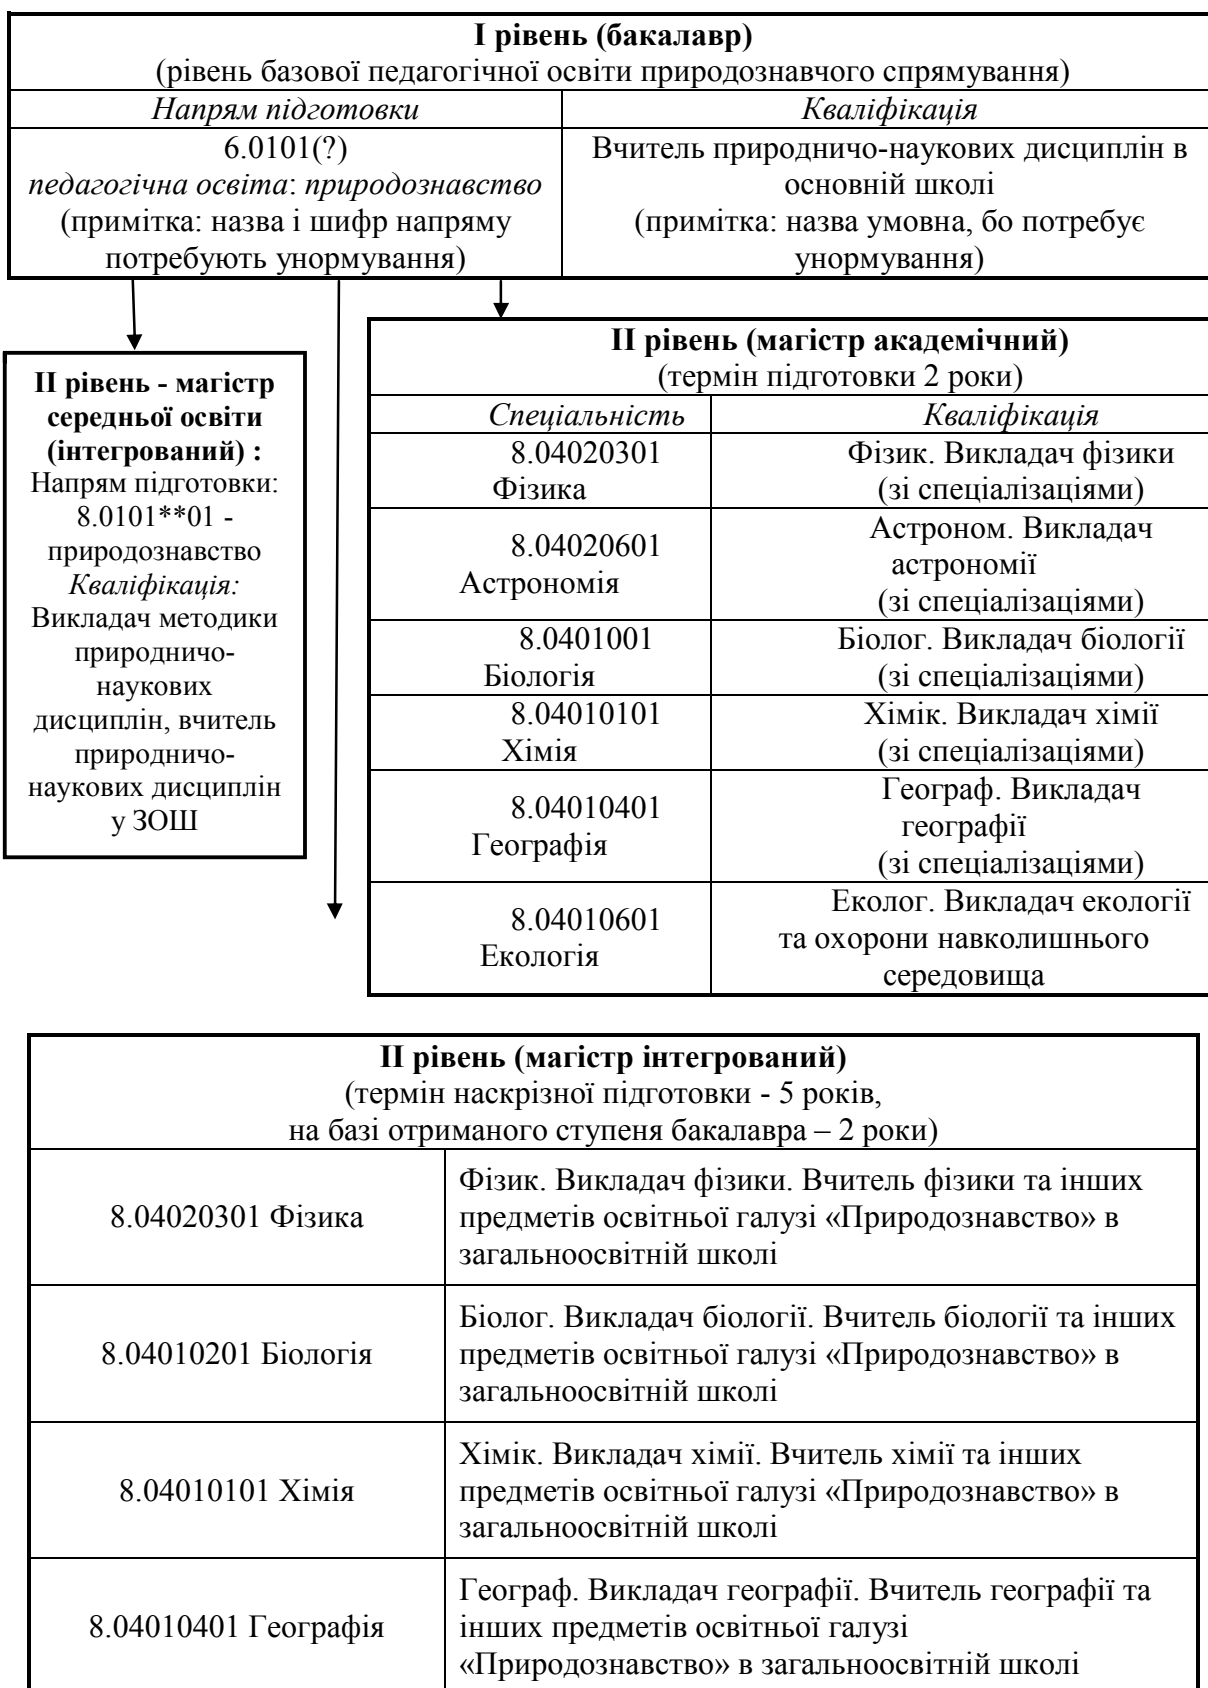 І рівень (бакалавр)
(рівень базової педагогічної освіти природознавчого спрямування)
Напрям підготовки
Кваліфікація
6.0101(?)
педагогічна освіта: природознавство
(примітка: назва і шифр напряму
потребують унормування)
Вчитель природничо-наукових дисциплін в
основній школі
(примітка: назва умовна, бо потребує
унормування)
ІІ рівень - магістр
середньої освіти
(інтегрований) :
Напрям підготовки:
8.0101**01 -
природознавство
Кваліфікація:
Викладач методики
природничо-
наукових
дисциплін, вчитель
природничо-
наукових дисциплін
у ЗОШ
ІІ рівень (магістр академічний)
(термін підготовки 2 роки)
Спеціальність
Кваліфікація
8.04020301
Фізика
Фізик. Викладач фізики
(зі спеціалізаціями)
8.04020601
Астрономія
Астроном. Викладач
астрономії
(зі спеціалізаціями)
8.0401001
Біологія
Біолог. Викладач біології
(зі спеціалізаціями)
8.04010101
Хімія
Хімік. Викладач хімії
(зі спеціалізаціями)
8.04010401
Географія
Географ. Викладач
географії
(зі спеціалізаціями)
8.04010601
Екологія
Еколог. Викладач екології
та охорони навколишнього
середовища
ІІ рівень (магістр інтегрований)
(термін наскрізної підготовки - 5 років,
на базі отриманого ступеня бакалавра – 2 роки)
8.04020301 Фізика
Фізик. Викладач фізики. Вчитель фізики та інших
предметів освітньої галузі «Природознавство» в
загальноосвітній школі
8.04010201 Біологія
Біолог. Викладач біології. Вчитель біології та інших
предметів освітньої галузі «Природознавство» в
загальноосвітній школі
8.04010101 Хімія
Хімік. Викладач хімії. Вчитель хімії та інших
предметів освітньої галузі «Природознавство» в
загальноосвітній школі
8.04010401 Географія
Географ. Викладач географії. Вчитель географії та
інших предметів освітньої галузі
«Природознавство» в загальноосвітній школі